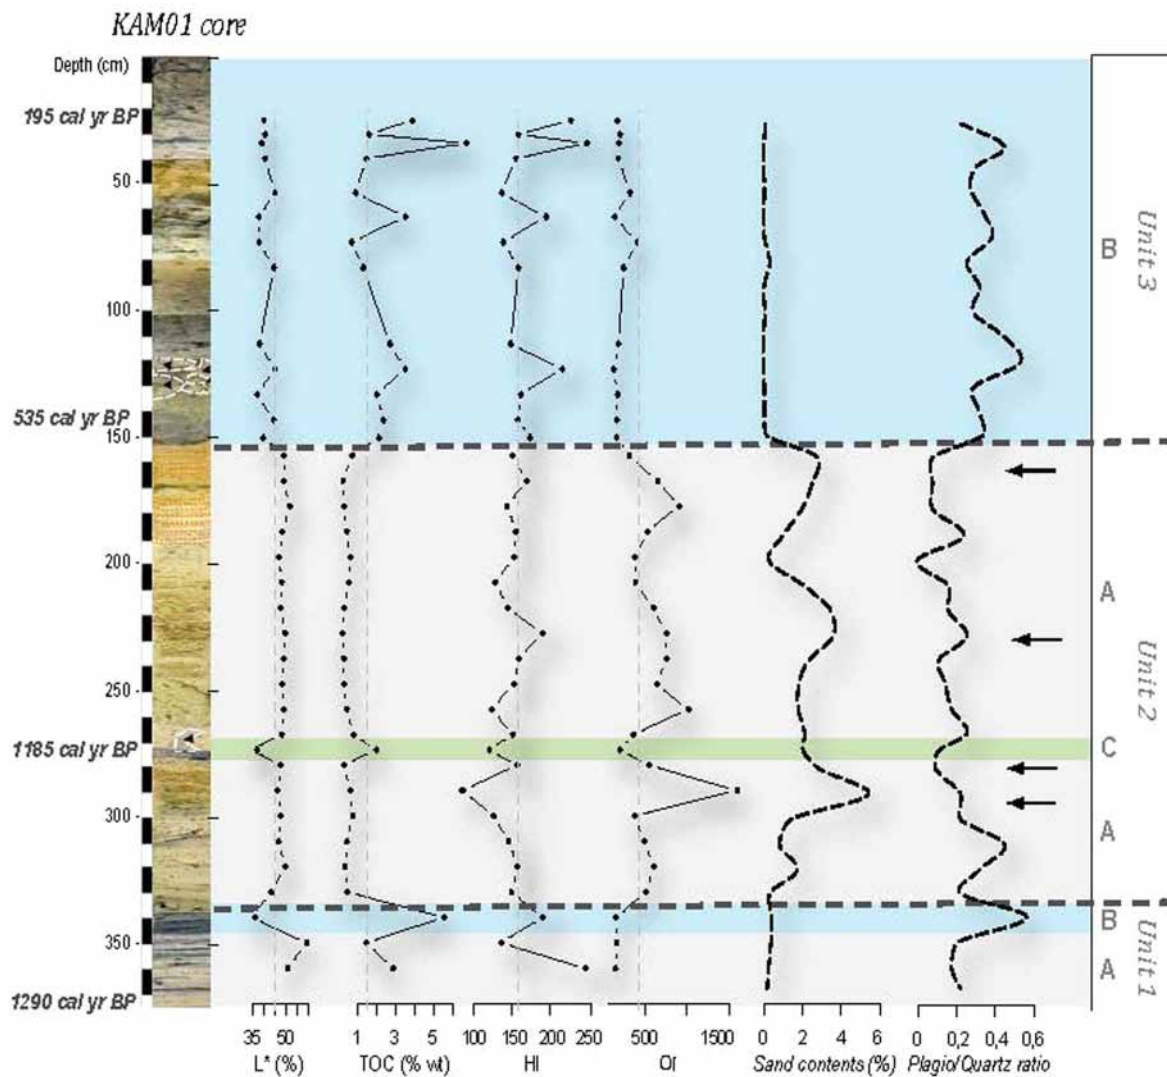 KAM01 core
Depth (cm)
195 cal yr BP
50
100
535 cal yr BP
150
200
250
1185 cal yr BP
300
350
1290 cal yr BP
B
Unit 3
A
Unit 2
C
A
B
A
Unit 1
35 50
L* (%)
1 3 5
TOC (% wt)
100 150 200 250
HI
500 1500
OI
0 2 4 6
Sand contents (%)
0 0,2 0,4 0,6
Plagio/Quartz ratio